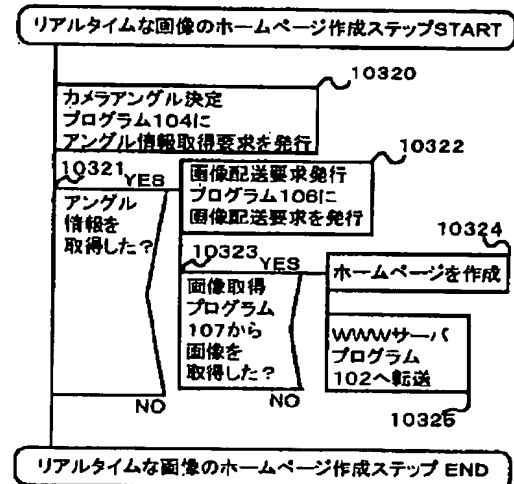 リアルタイムな画像のホームページ作成ステップSTART
10320
カメラアングル決定
プログラム104に
アングル情報取得要求を発行
10321
YES
アングル
情報を
取得した?
NO
10322
画像配送要求発行
プログラム106に
画像配送要求を発行
10323
YES
画像取得
プログラム
107から
画像を
取得した?
NO
10324
ホームページを作成
WWWサーバ
プログラム
102へ転送
10325
リアルタイムな画像のホームページ作成ステップ END